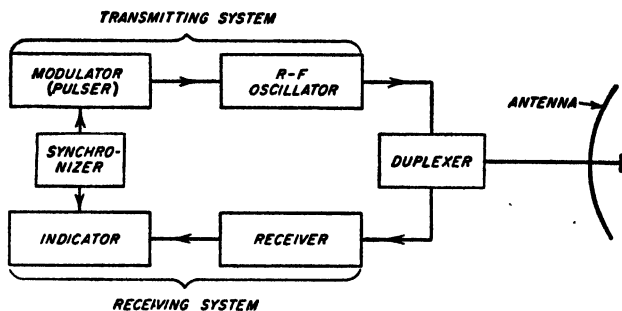 TRANSMITTING SYSTEM
MODULATOR
(PULSER)
R-F
OSCILLATOR
ANTENNA
SYNCHRO-
NIZER
DUPLEXER
INDICATOR
RECEIVER
RECEIVING SYSTEM